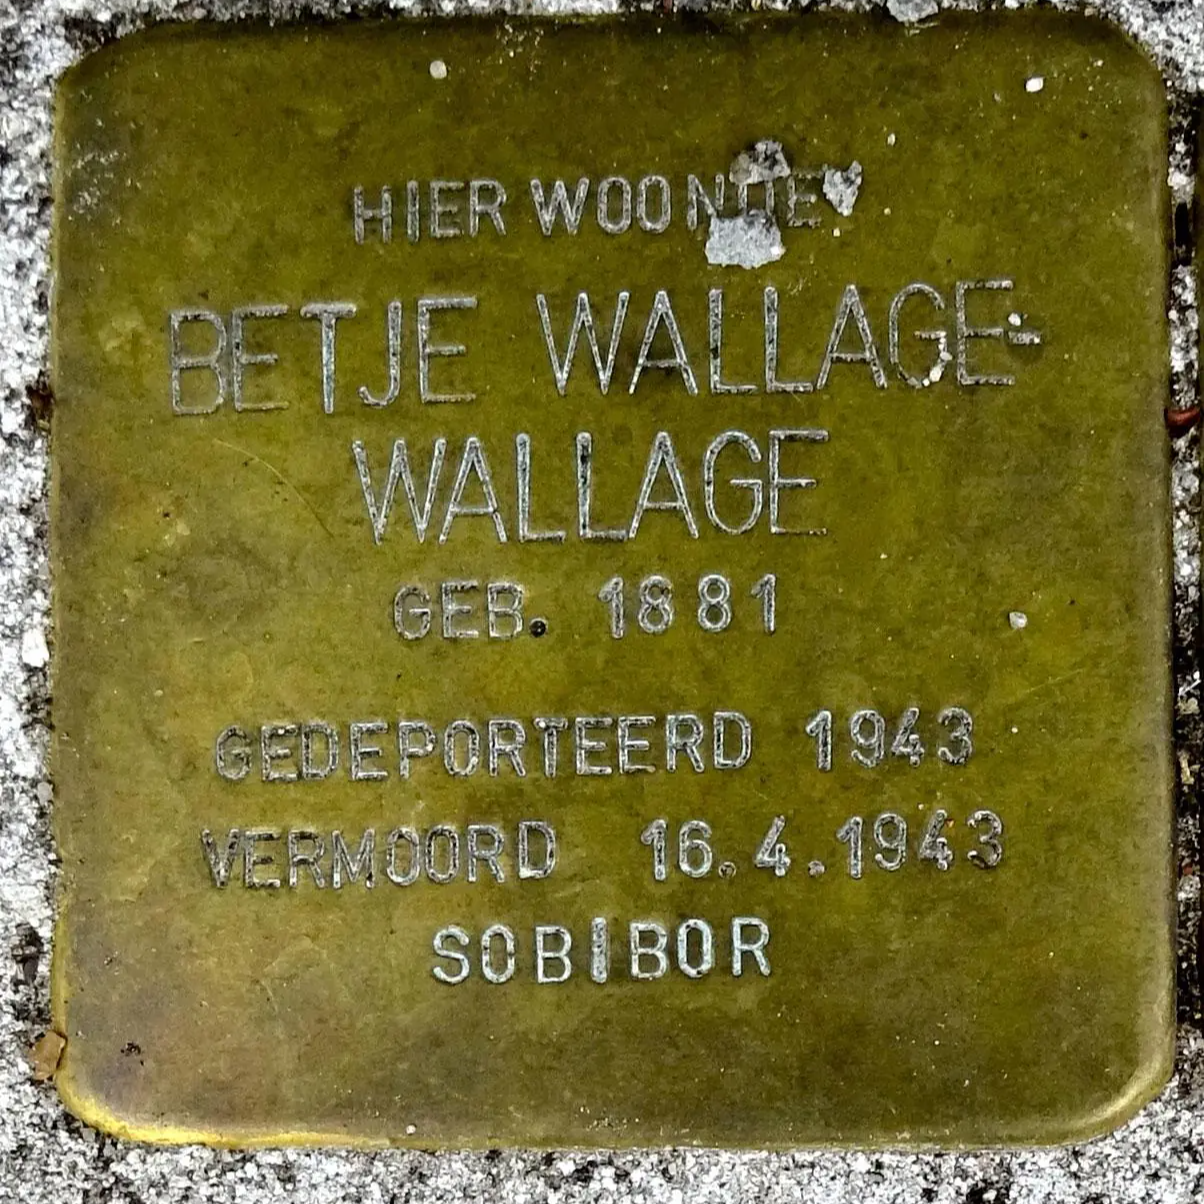 HIER WOONDE
BETJE WALLAGE-
WALLAGE
GEB. 1881
GEDEPORTEERD 1943
VERMOORD 16.4.1943
SOBIBOR